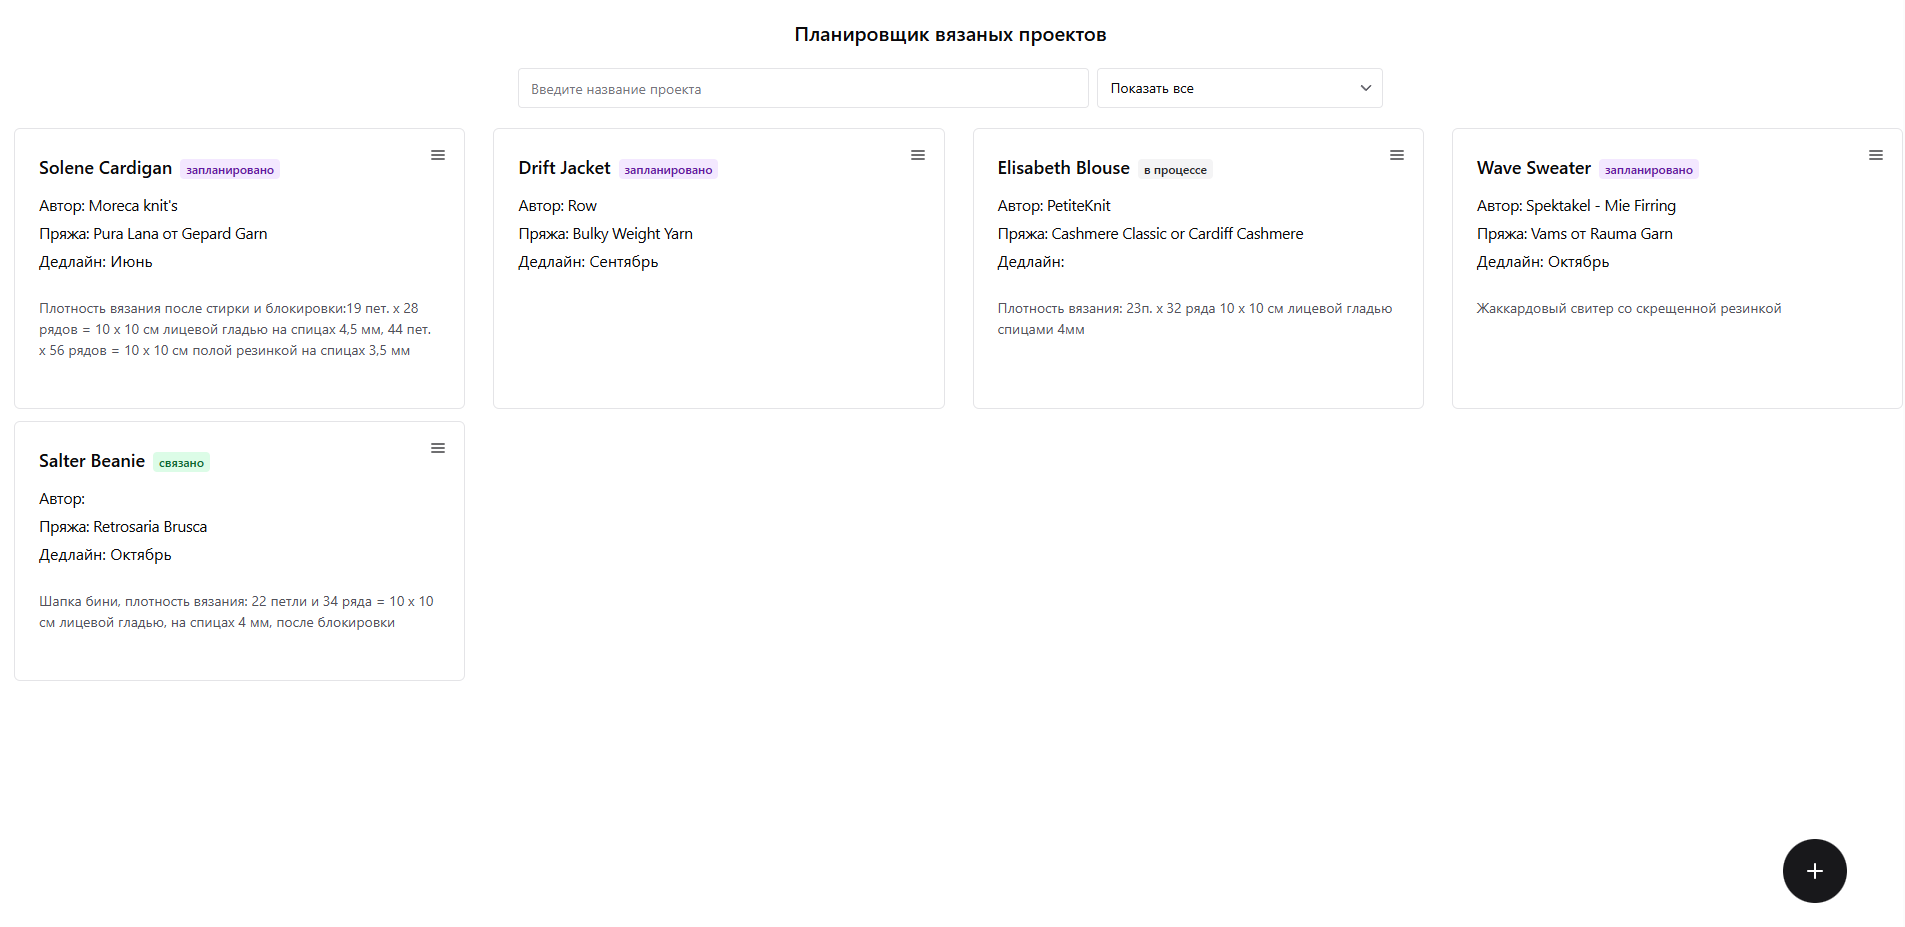 Планировщик вязаных проектов
Введите название проекта
Показать все
Solene Cardigan запланировано
Автор: Moreca knit's
Пряжа: Pura Lana от Gepard Garn
Дедлайн: Июнь
Плотность вязания после стирки и блокировки:19 пет. х 28
рядов = 10 х 10 см лицевой гладью на спицах 4,5 мм, 44 пет.
х 56 рядов = 10 х 10 см полой резинкой на спицах 3,5 мм
Drift Jacket запланировано
Автор: Row
Пряжа: Bulky Weight Yarn
Дедлайн: Сентябрь
Elisabeth Blouse в процессе
Автор: PetiteKnit
Пряжа: Cashmere Classic or Cardiff Cashmere
Дедлайн:
Плотность вязания: 23п. х 32 ряда 10 х 10 см лицевой гладью
спицами 4мм
Wave Sweater запланировано
Автор: Spektakel - Mie Firring
Пряжа: Vams от Rauma Garn
Дедлайн: Октябрь
Жаккардовый свитер со скрещенной резинкой
Salter Beanie связано
Автор:
Пряжа: Retrosaria Brusca
Дедлайн: Октябрь
Шапка бини, плотность вязания: 22 петли и 34 ряда = 10 х 10
см лицевой гладью, на спицах 4 мм, после блокировки